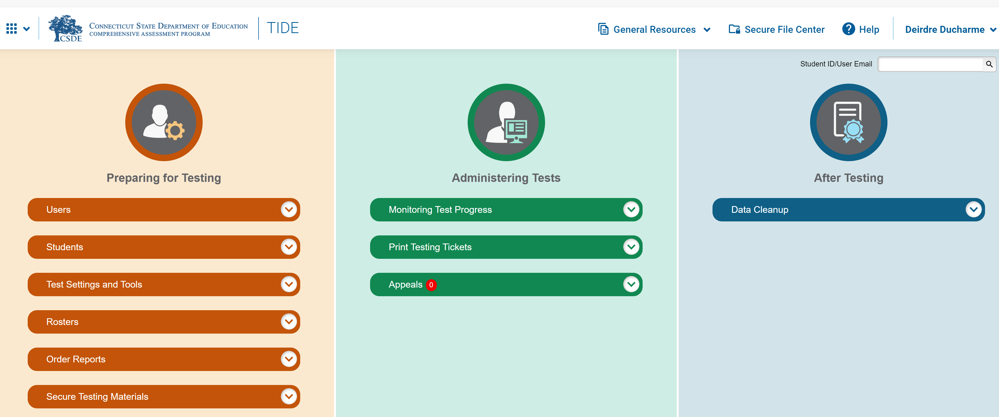 CSDE
CONNECTICUT STATE DEPARTMENT OF EDUCATION
COMPREHENSIVE ASSESSMENT PROGRAM
TIDE
General Resources
Secure File Center
? Help
Deirdre Ducharme
Student ID/User Email
Preparing for Testing
Users
Students
Test Settings and Tools
Rosters
Order Reports
Secure Testing Materials
Administering Tests
Monitoring Test Progress
Print Testing Tickets
Appeals 0
After Testing
Data Cleanup